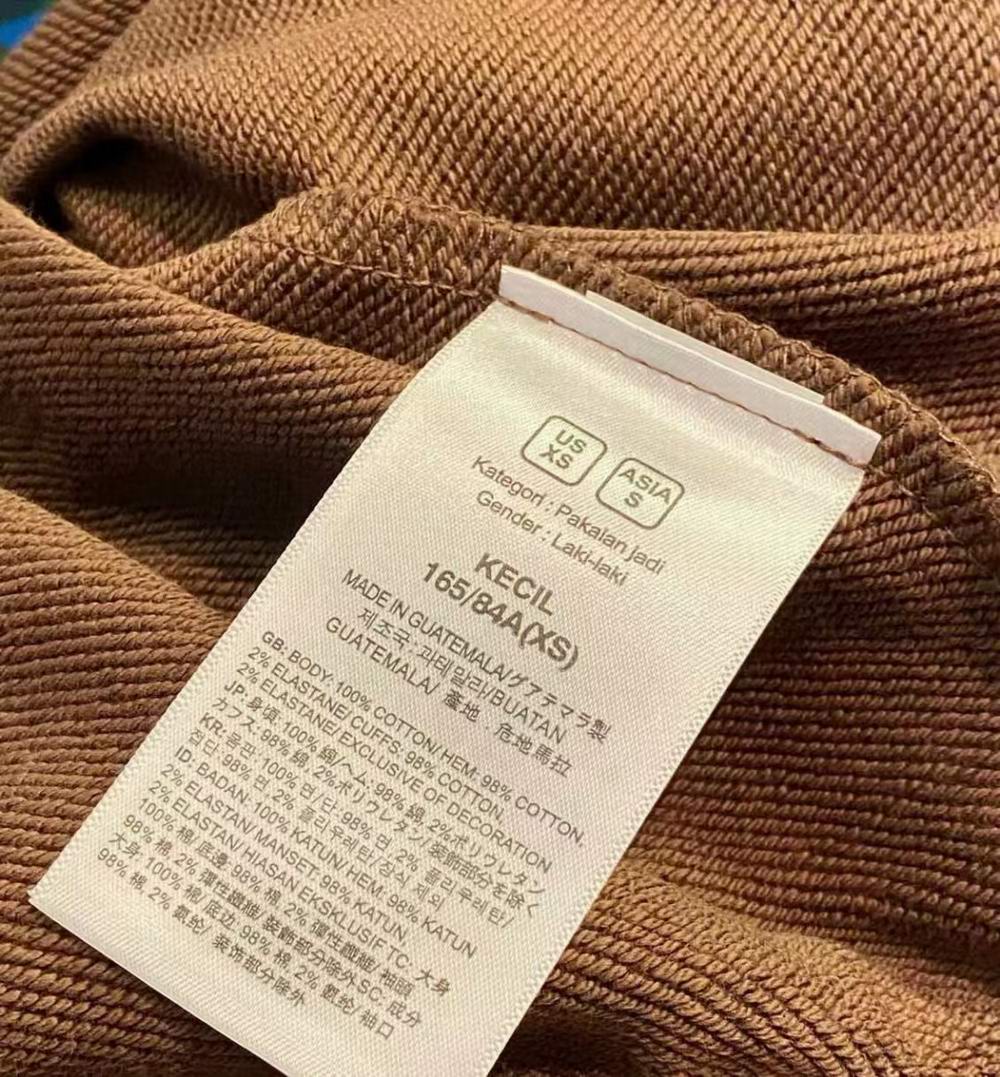 US
XS
ASIA
S
Kategori : Pakaian jadi
Gender : Laki-laki
KECIL
165/84A(XS)
MADE IN GUATEMALA/グアテマラ製
제조국:과테말라/BUATAN
GUATEMALA/ 產地 危地馬拉
GB: BODY: 100% COTTON/ HEM: 98% COTTON,
2% ELASTANE/ CUFFS: 98% COTTON,
2% ELASTANE/ EXCLUSIVE OF DECORATION
JP: 身頃: 100% 綿/ヘム: 98% 綿, 2%ポリウレタン/
カフス: 98% 綿, 2%ポリウレタン/ 装飾部分を除く
KR: 몸판: 100% 면/ 단: 98% 면, 2% 폴리우레탄/
98% 면, 2% 폴리우레탄/ 장식 제외
ID: BADAN: 100% KATUN/ HEM: 98% KATUN
2% ELASTAN/ MANSET: 98% KATUN,
2% ELASTAN/ HIASAN EKSKLUSIF TC: 大身
100% 棉/ 底邊: 98% 棉, 2% 彈性纖維/ 袖頤
98% 棉, 2% 彈性纖維/ 裝飾部分除外SC: 成分
大身: 100% 棉/ 底边: 98% 棉, 2% 氨纶/ 袖口
98% 棉, 2% 氨纶/ 装饰部分除外